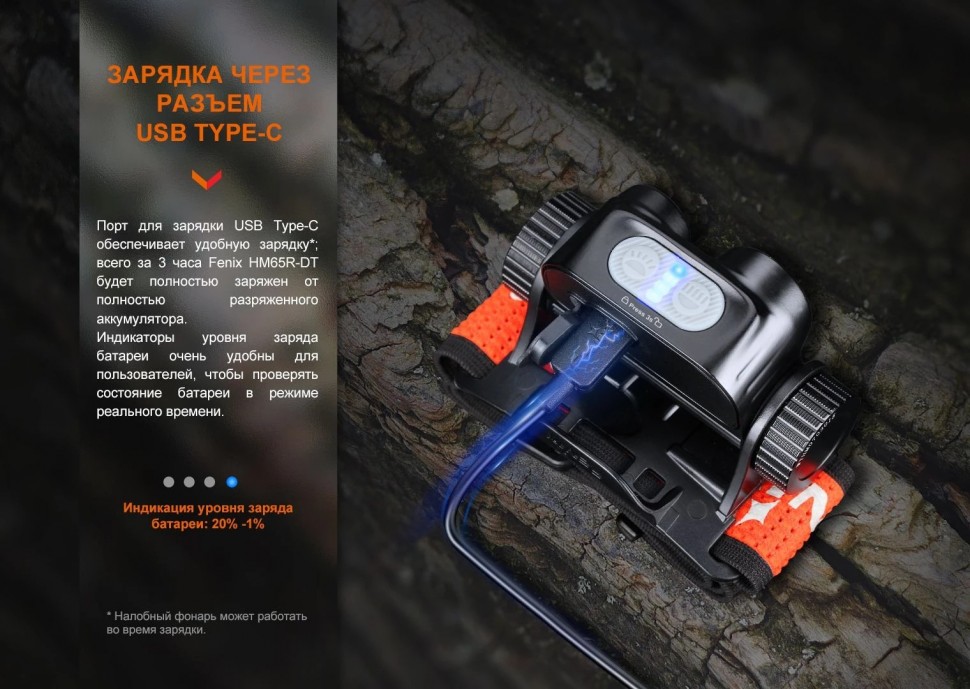 ЗАРЯДКА ЧЕРЕЗ
РАЗЪЕМ
USB TYPE-C
Порт для зарядки USB Type-C
обеспечивает удобную зарядку*;
всего за 3 часа Fenix HM65R-DT
будет полностью заряжен от
полностью разряженного
аккумулятора.
Индикаторы уровня заряда
батареи очень удобны для
пользователей, чтобы проверять
состояние батареи в режиме
реального времени.
Индикация уровня заряда
батареи: 20% -1%
* Налобный фонарь может работать
во время зарядки.
Press 3s